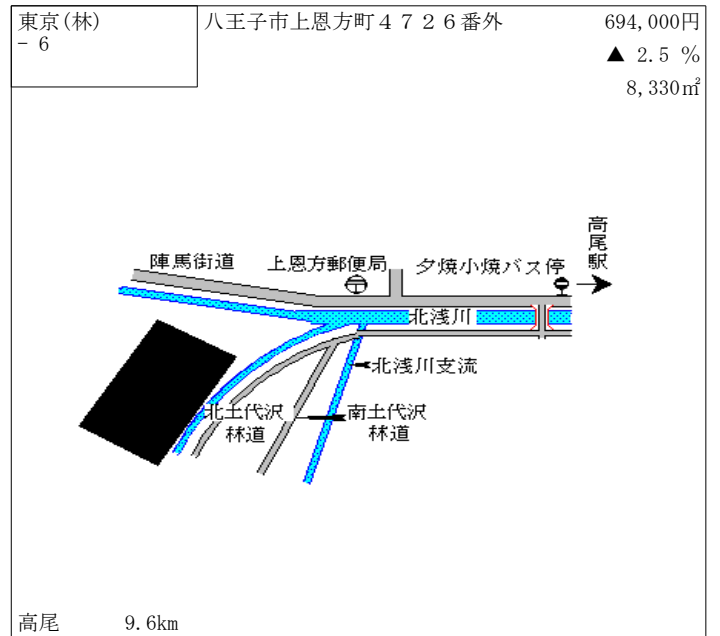 東京(林)
- 6
八王子市上恩方町４７２６番外
694,000円
▲ 2.5 %
8,330㎡
高尾駅
陣馬街道
上恩方郵便局
夕焼小焼バス停
北浅川
北浅川支流
北土代沢
林道
南土代沢
林道
高尾 9.6km